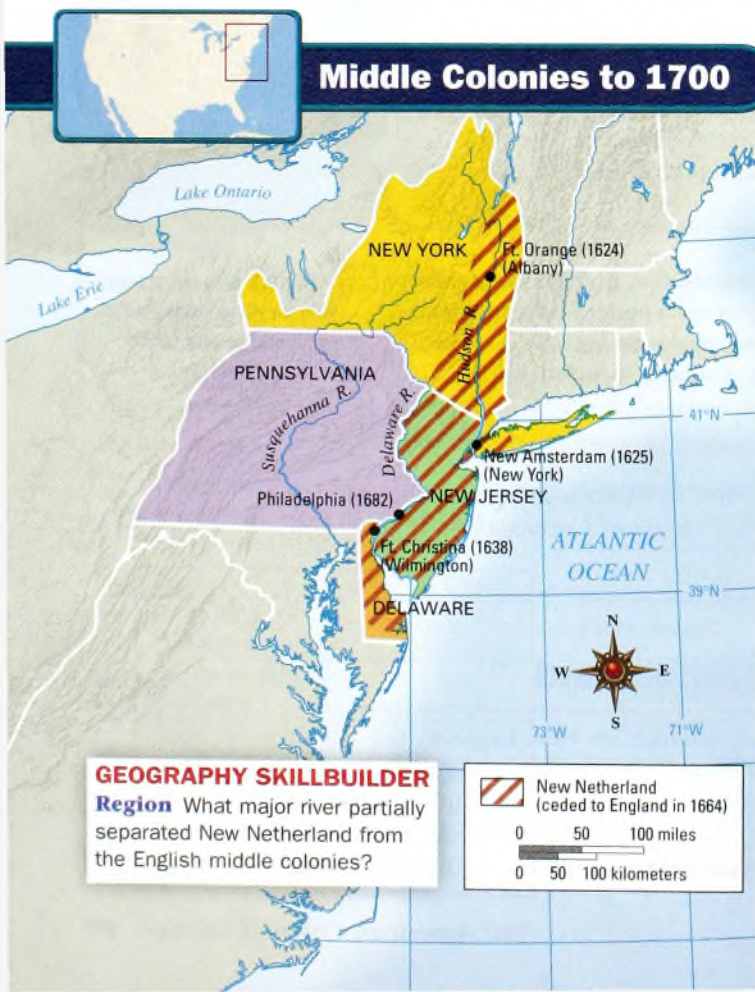 Middle Colonies to 1700
Lake Ontario
NEW YORK
Ft. Orange (1624)
(Albany)
Lake Erie
Hudson R.
PENNSYLVANIA
Susquehanna R.
Delaware R.
41°N
New Amsterdam (1625)
(New York)
Philadelphia (1682)
NEW JERSEY
Ft. Christina (1638)
(Wilmington)
ATLANTIC
OCEAN
39°N
DELAWARE
N
W
E
S
73°W
71°W
GEOGRAPHY SKILLBUILDER
Region What major river partially
separated New Netherland from
the English middle colonies?
New Netherland
(ceded to England in 1664)
0 50 100 miles
0 50 100 kilometers